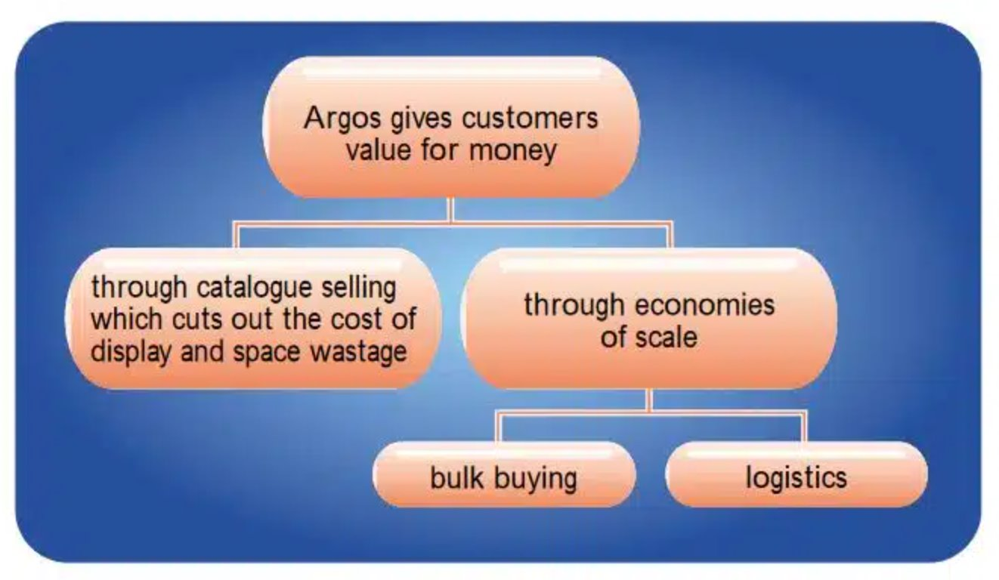 Argos gives customers
value for money
through catalogue selling
which cuts out the cost of
display and space wastage
through economies
of scale
bulk buying
logistics